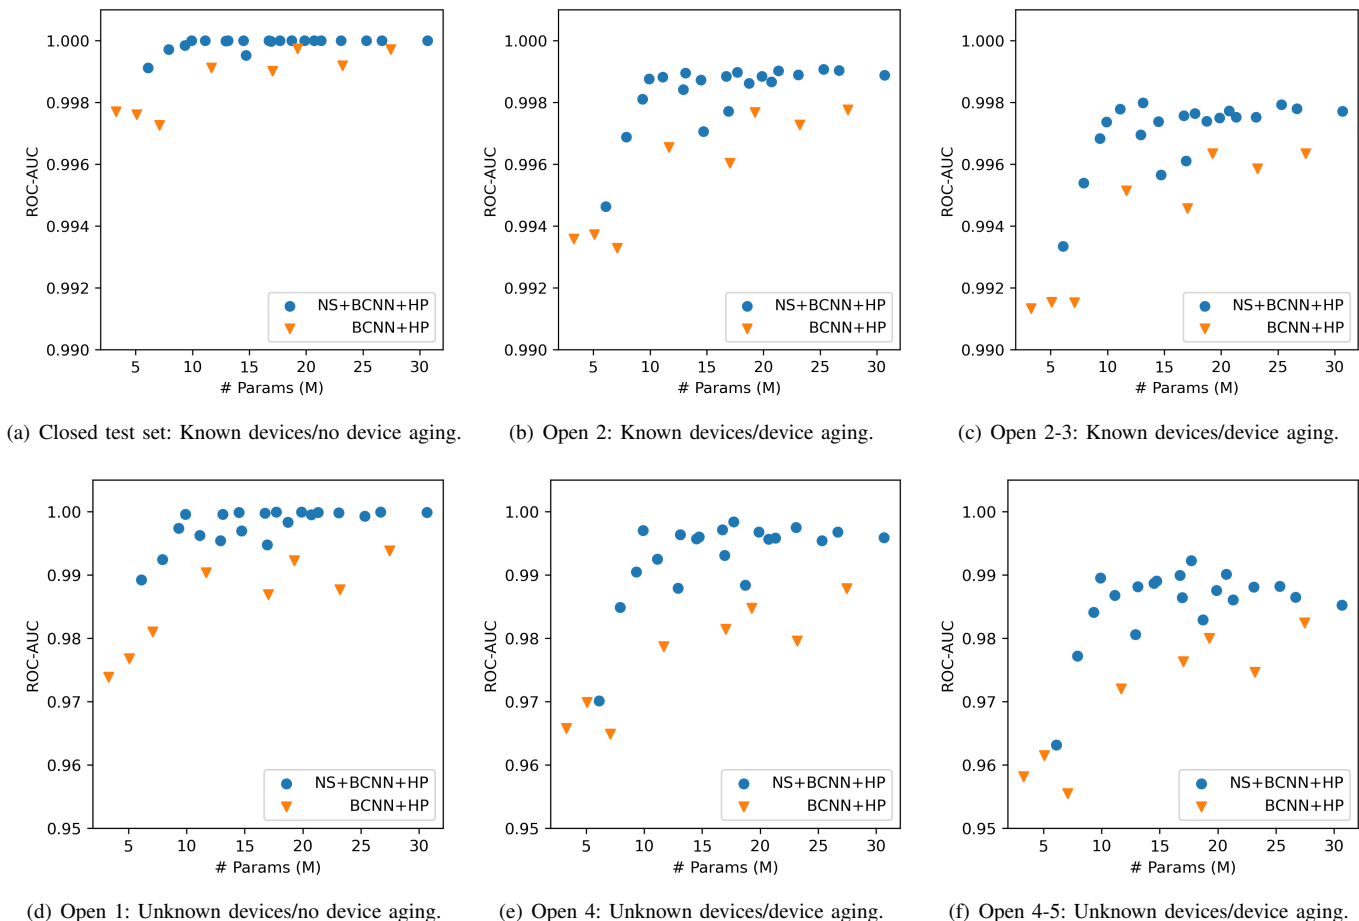 1.000
0.998
0.996
0.994
0.992
0.990
ROC-AUC
NS+BCNN+HP
BCNN+HP
5 10 15 20 25 30
# Params (M)
(a) Closed test set: Known devices/no device aging.
1.000
0.998
0.996
0.994
0.992
0.990
ROC-AUC
NS+BCNN+HP
BCNN+HP
5 10 15 20 25 30
# Params (M)
(b) Open 2: Known devices/device aging.
1.000
0.998
0.996
0.994
0.992
0.990
ROC-AUC
NS+BCNN+HP
BCNN+HP
5 10 15 20 25 30
# Params (M)
(c) Open 2-3: Known devices/device aging.
1.00
0.99
0.98
0.97
0.96
0.95
ROC-AUC
NS+BCNN+HP
BCNN+HP
5 10 15 20 25 30
# Params (M)
(d) Open 1: Unknown devices/no device aging.
1.00
0.99
0.98
0.97
0.96
0.95
ROC-AUC
NS+BCNN+HP
BCNN+HP
5 10 15 20 25 30
# Params (M)
(e) Open 4: Unknown devices/device aging.
1.00
0.99
0.98
0.97
0.96
0.95
ROC-AUC
NS+BCNN+HP
BCNN+HP
5 10 15 20 25 30
# Params (M)
(f) Open 4-5: Unknown devices/device aging.